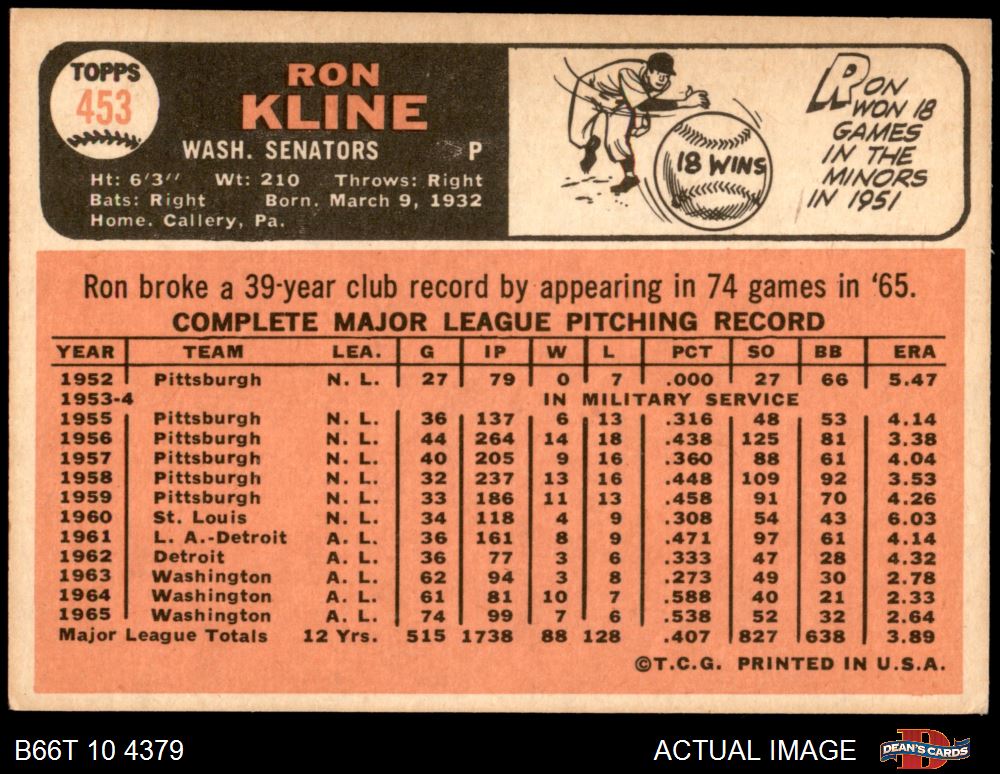 TOPPS
453
RON
KLINE
WASH. SENATORS P
Ht: 6'3'' Wt: 210 Throws: Right
Bats: Right Born. March 9, 1932
Home. Callery, Pa.
18 WINS
RON
WON 18
GAMES
IN THE
MINORS
IN 1951
Ron broke a 39-year club record by appearing in 74 games in '65.
COMPLETE MAJOR LEAGUE PITCHING RECORD
YEAR TEAM LEA. G IP W L PCT SO BB ERA
1952 Pittsburgh N. L. 27 79 0 7 .000 27 66 5.47
1953-4 IN MILITARY SERVICE
1955 Pittsburgh N. L. 36 137 6 13 .316 48 53 4.14
1956 Pittsburgh N. L. 44 264 14 18 .438 125 81 3.38
1957 Pittsburgh N. L. 40 205 9 16 .360 88 61 4.04
1958 Pittsburgh N. L. 32 237 13 16 .448 109 92 3.53
1959 Pittsburgh N. L. 33 186 11 13 .458 91 70 4.26
1960 St. Louis N. L. 34 118 4 9 .308 54 43 6.03
1961 L. A.-Detroit A. L. 36 161 8 9 .471 97 61 4.14
1962 Detroit A. L. 36 77 3 6 .333 47 28 4.32
1963 Washington A. L. 62 94 3 8 .273 49 30 2.78
1964 Washington A. L. 61 81 10 7 .588 40 21 2.33
1965 Washington A. L. 74 99 7 6 .538 52 32 2.64
Major League Totals 12 Yrs. 515 1738 88 128 .407 827 638 3.89
©T.C.G. PRINTED IN U.S.A.
B66T 10 4379 ACTUAL IMAGE DEAN'S CARDS